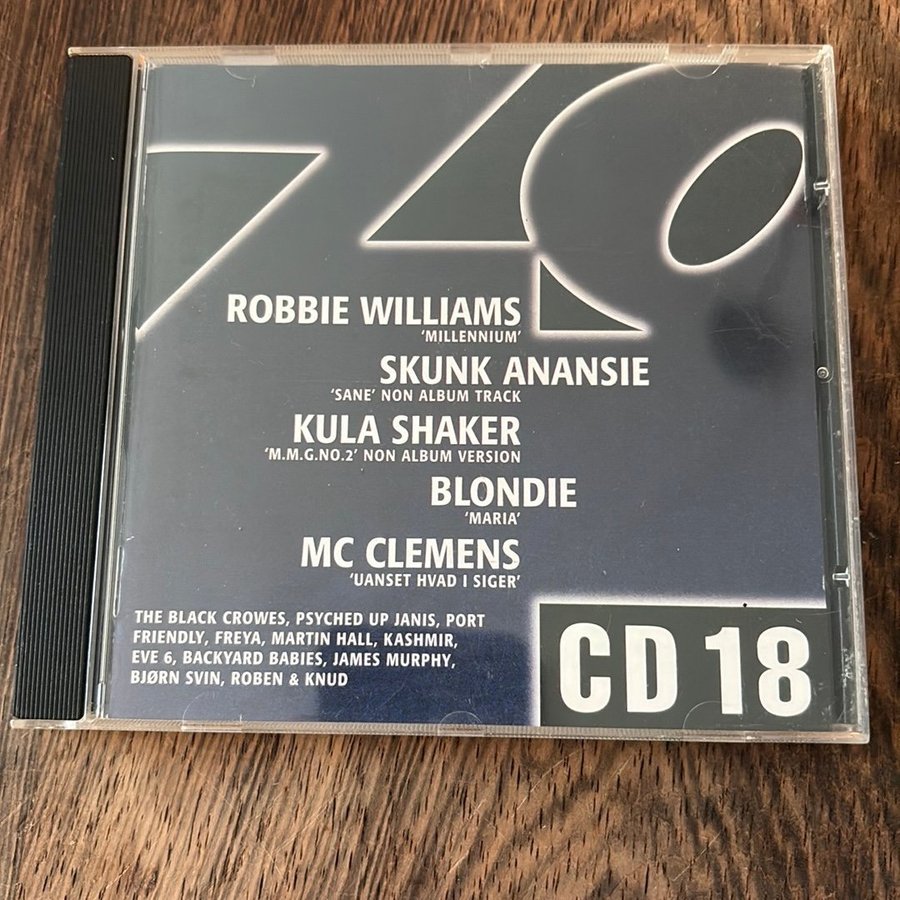 ROBBIE WILLIAMS
'MILLENNIUM'
SKUNK ANANSIE
'SANE' NON ALBUM TRACK
KULA SHAKER
'M.M.G.NO.2' NON ALBUM VERSION
BLONDIE
'MARIA'
MC CLEMENS
'UANSET HVAD I SIGER'
THE BLACK CROWES, PSYCHED UP JANIS, PORT
FRIENDLY, FREYA, MARTIN HALL, KASHMIR,
EVE 6, BACKYARD BABIES, JAMES MURPHY,
BJØRN SVIN, ROBEN & KNUD
CD 18